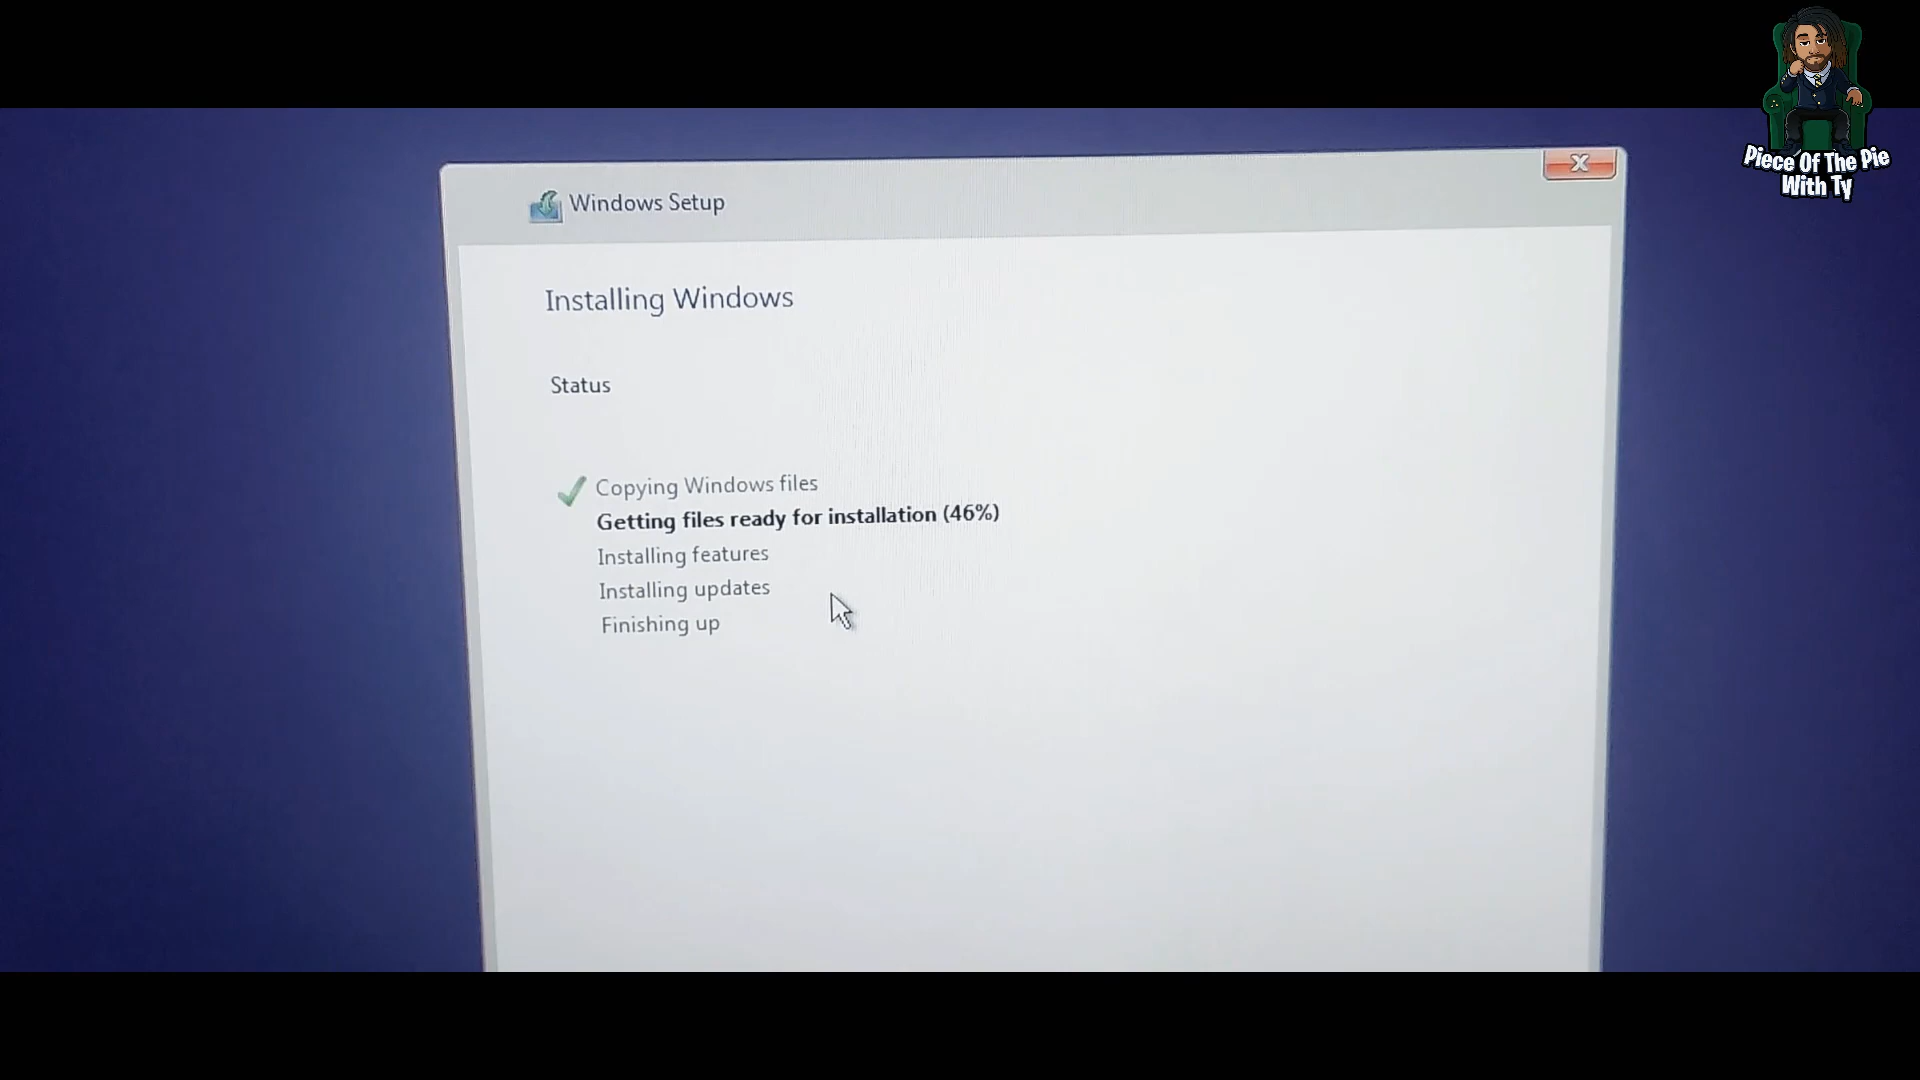 Piece Of The Pie
With Ty
Windows Setup
Installing Windows
Status
Copying Windows files
Getting files ready for installation (46%)
Installing features
Installing updates
Finishing up